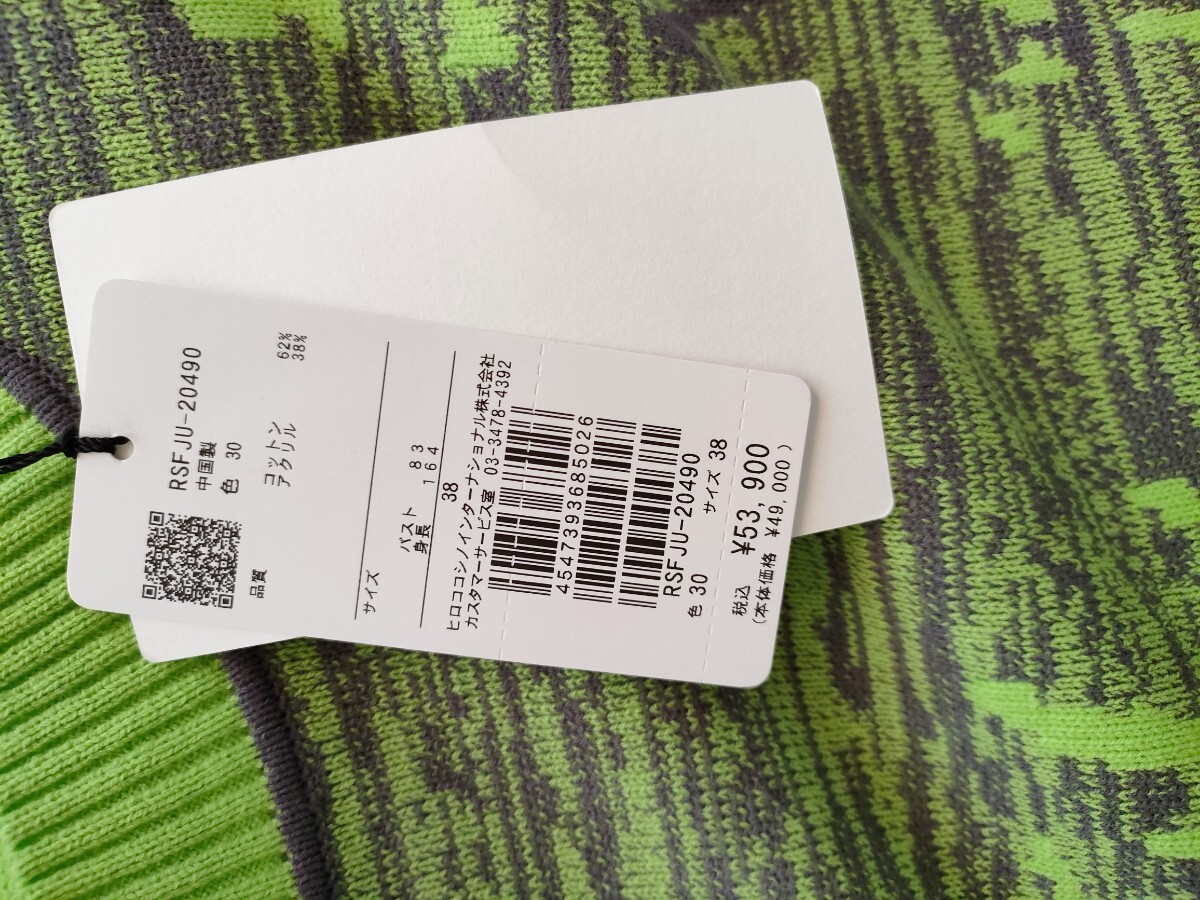 RSFJU-20490
中国製
色 30
品質
コットン 62%
アクリル 38%
サイズ
バスト 83
身長 164
38
ヒロココシノインターナショナル株式会社
カスタマーサービス室 03-3478-4392
4547393685026
RSFJU-20490
色 30 サイズ 38
税込 ¥53,900
(本体価格 ¥49,000)